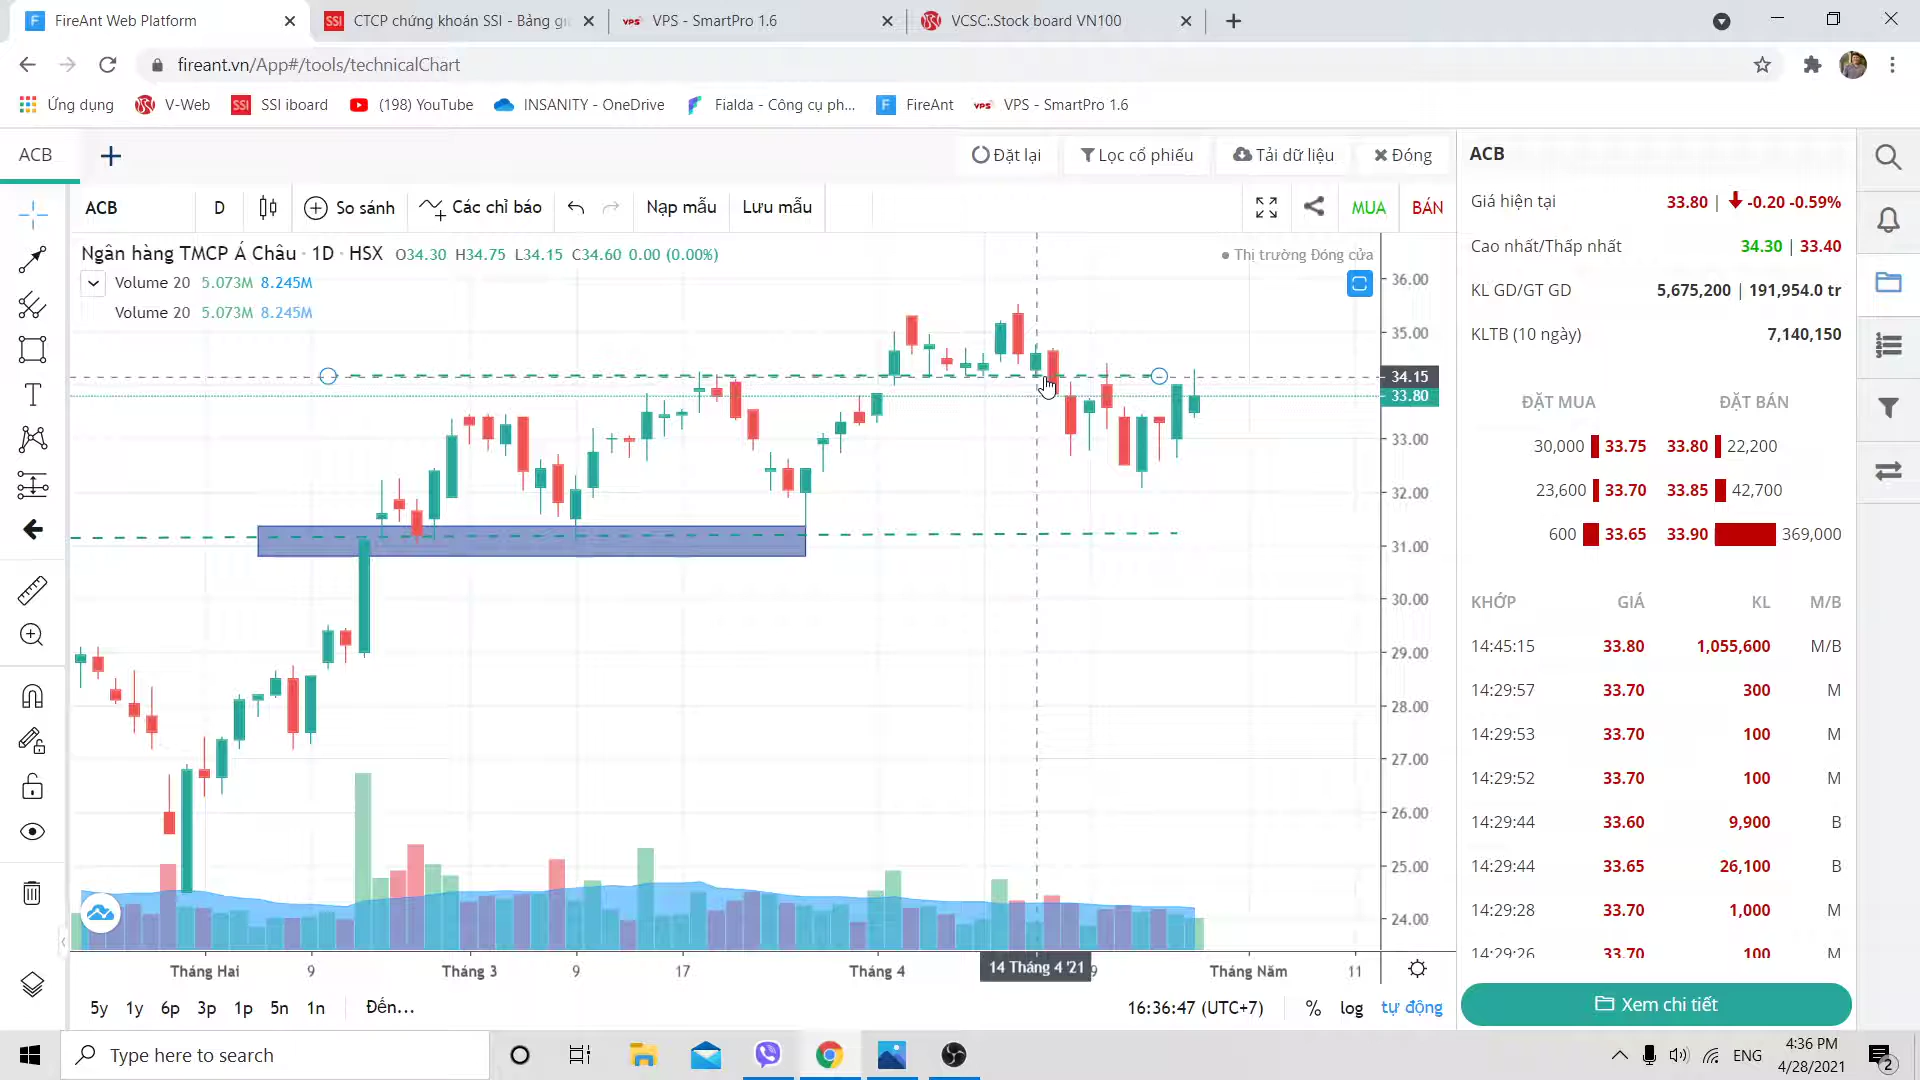 FireAnt Web Platform
CTCP chứng khoán SSI - Bảng gi
VPS - SmartPro 1.6
VCSC:.Stock board VN100
fireant.vn/App#/tools/technicalChart
Ứng dụng
V-Web
SSI iboard
(198) YouTube
INSANITY - OneDrive
Fialda - Công cụ ph...
FireAnt
VPS - SmartPro 1.6
ACB
Đặt lại
Lọc cổ phiếu
Tải dữ liệu
Đóng
ACB
D
So sánh
Các chỉ báo
Nạp mẫu
Lưu mẫu
MUA
BÁN
Ngân hàng TMCP Á Châu · 1D · HSX O34.30 H34.75 L34.15 C34.60 0.00 (0.00%)
Thị trường Đóng cửa
Volume 20 5.073M 8.245M
Volume 20 5.073M 8.245M
36.00
35.00
34.15
33.80
33.00
32.00
31.00
30.00
29.00
28.00
27.00
26.00
25.00
24.00
Tháng Hai
9
Tháng 3
9
17
Tháng 4
14 Tháng 4 '21
9
Tháng Năm
11
5y 1y 6p 3p 1p 5n 1n
Đến...
16:36:47 (UTC+7)
%
log
tự động
ACB
Giá hiện tại 33.80 | -0.20 -0.59%
Cao nhất/Thấp nhất 34.30 | 33.40
KL GD/GT GD 5,675,200 | 191,954.0 tr
KLTB (10 ngày) 7,140,150
ĐẶT MUA ĐẶT BÁN
30,000 33.75 33.80 22,200
23,600 33.70 33.85 42,700
600 33.65 33.90 369,000
KHỚP GIÁ KL M/B
14:45:15 33.80 1,055,600 M/B
14:29:57 33.70 300 M
14:29:53 33.70 100 M
14:29:52 33.70 100 M
14:29:44 33.60 9,900 B
14:29:44 33.65 26,100 B
14:29:28 33.70 1,000 M
14:29:26 33.70 100 M
Xem chi tiết
Type here to search
ENG
4:36 PM
4/28/2021
2